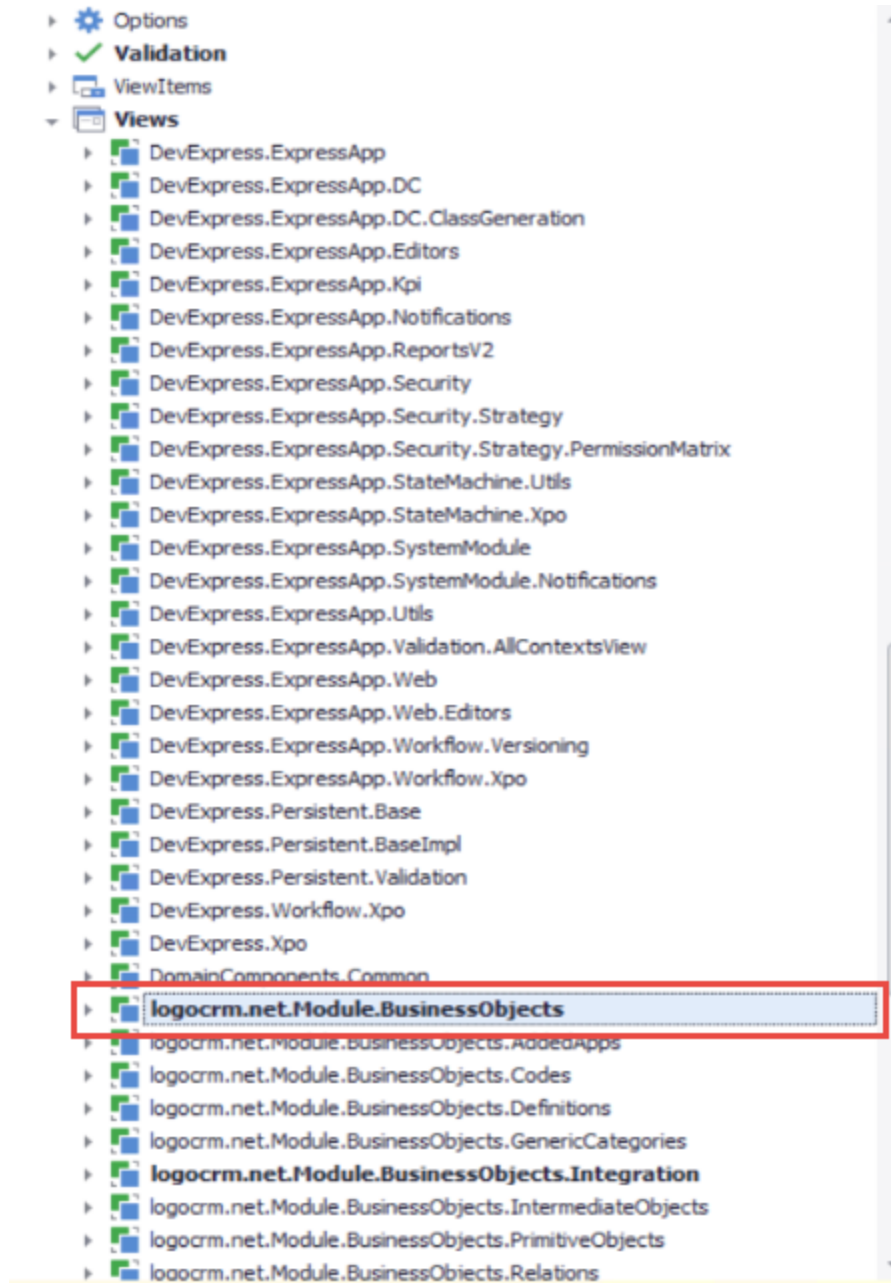 Options
Validation
ViewItems
Views
DevExpress.ExpressApp
DevExpress.ExpressApp.DC
DevExpress.ExpressApp.DC.ClassGeneration
DevExpress.ExpressApp.Editors
DevExpress.ExpressApp.Kpi
DevExpress.ExpressApp.Notifications
DevExpress.ExpressApp.ReportsV2
DevExpress.ExpressApp.Security
DevExpress.ExpressApp.Security.Strategy
DevExpress.ExpressApp.Security.Strategy.PermissionMatrix
DevExpress.ExpressApp.StateMachine.Utils
DevExpress.ExpressApp.StateMachine.Xpo
DevExpress.ExpressApp.SystemModule
DevExpress.ExpressApp.SystemModule.Notifications
DevExpress.ExpressApp.Utils
DevExpress.ExpressApp.Validation.AllContextsView
DevExpress.ExpressApp.Web
DevExpress.ExpressApp.Web.Editors
DevExpress.ExpressApp.Workflow.Versioning
DevExpress.ExpressApp.Workflow.Xpo
DevExpress.Persistent.Base
DevExpress.Persistent.BaseImpl
DevExpress.Persistent.Validation
DevExpress.Workflow.Xpo
DevExpress.Xpo
DomainComponents.Common
logocrm.net.Module.BusinessObjects
logocrm.net.Module.BusinessObjects.AddedApps
logocrm.net.Module.BusinessObjects.Codes
logocrm.net.Module.BusinessObjects.Definitions
logocrm.net.Module.BusinessObjects.GenericCategories
logocrm.net.Module.BusinessObjects.Integration
logocrm.net.Module.BusinessObjects.IntermediateObjects
logocrm.net.Module.BusinessObjects.PrimitiveObjects
logocrm.net.Module.BusinessObjects.Relations